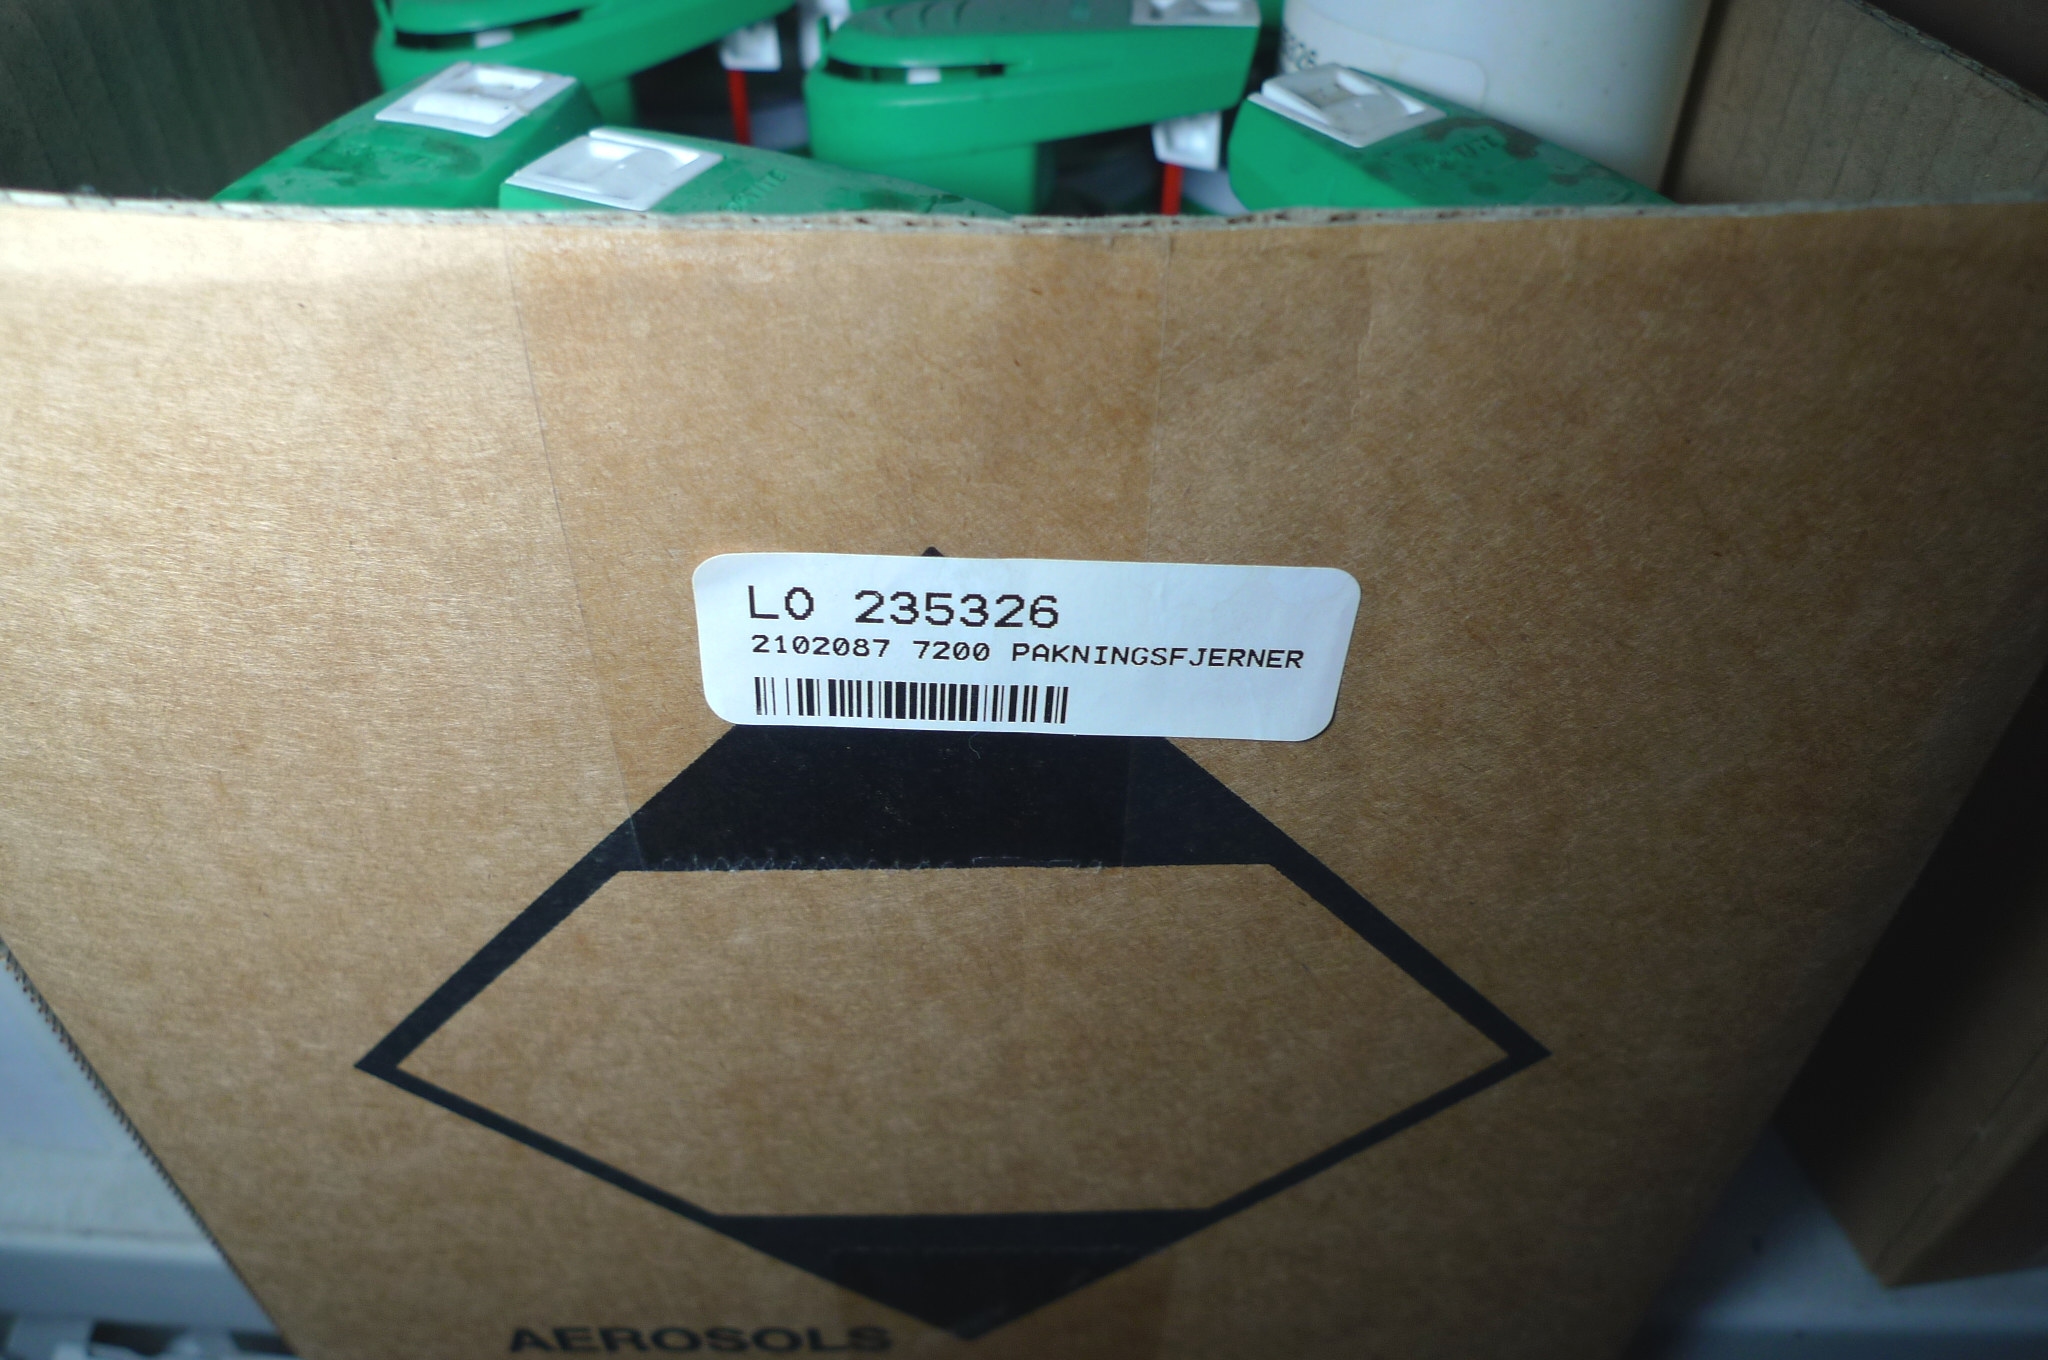 LO 235326
2102087 7200 PAKNINGSFJERNER
AEROSOLS